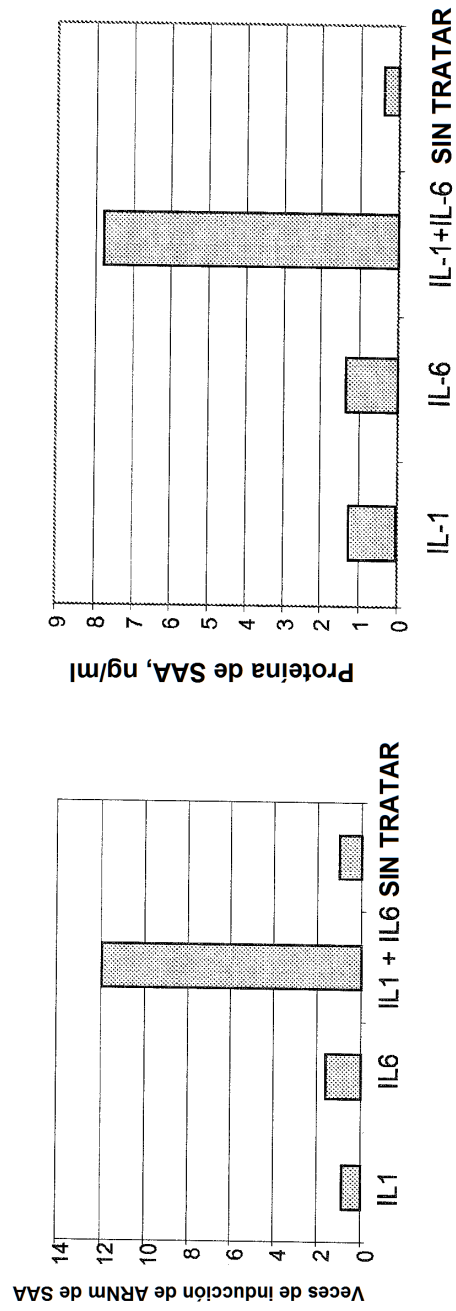 Veces de inducción de ARNm de SAA
14
12
10
8
6
4
2
0
IL1
IL6
IL1 + IL6
SIN TRATAR
Proteína de SAA, ng/ml
9
8
7
6
5
4
3
2
1
0
IL-1
IL-6
IL-1+IL-6
SIN TRATAR